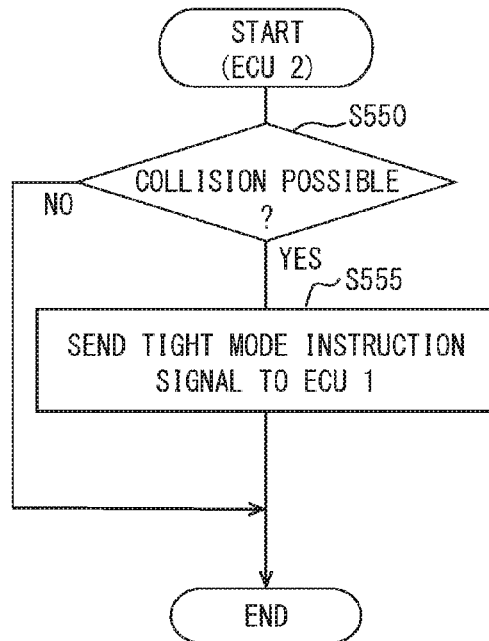 START
(ECU 2)
S550
COLLISION POSSIBLE
?
NO
YES
S555
SEND TIGHT MODE INSTRUCTION
SIGNAL TO ECU 1
END